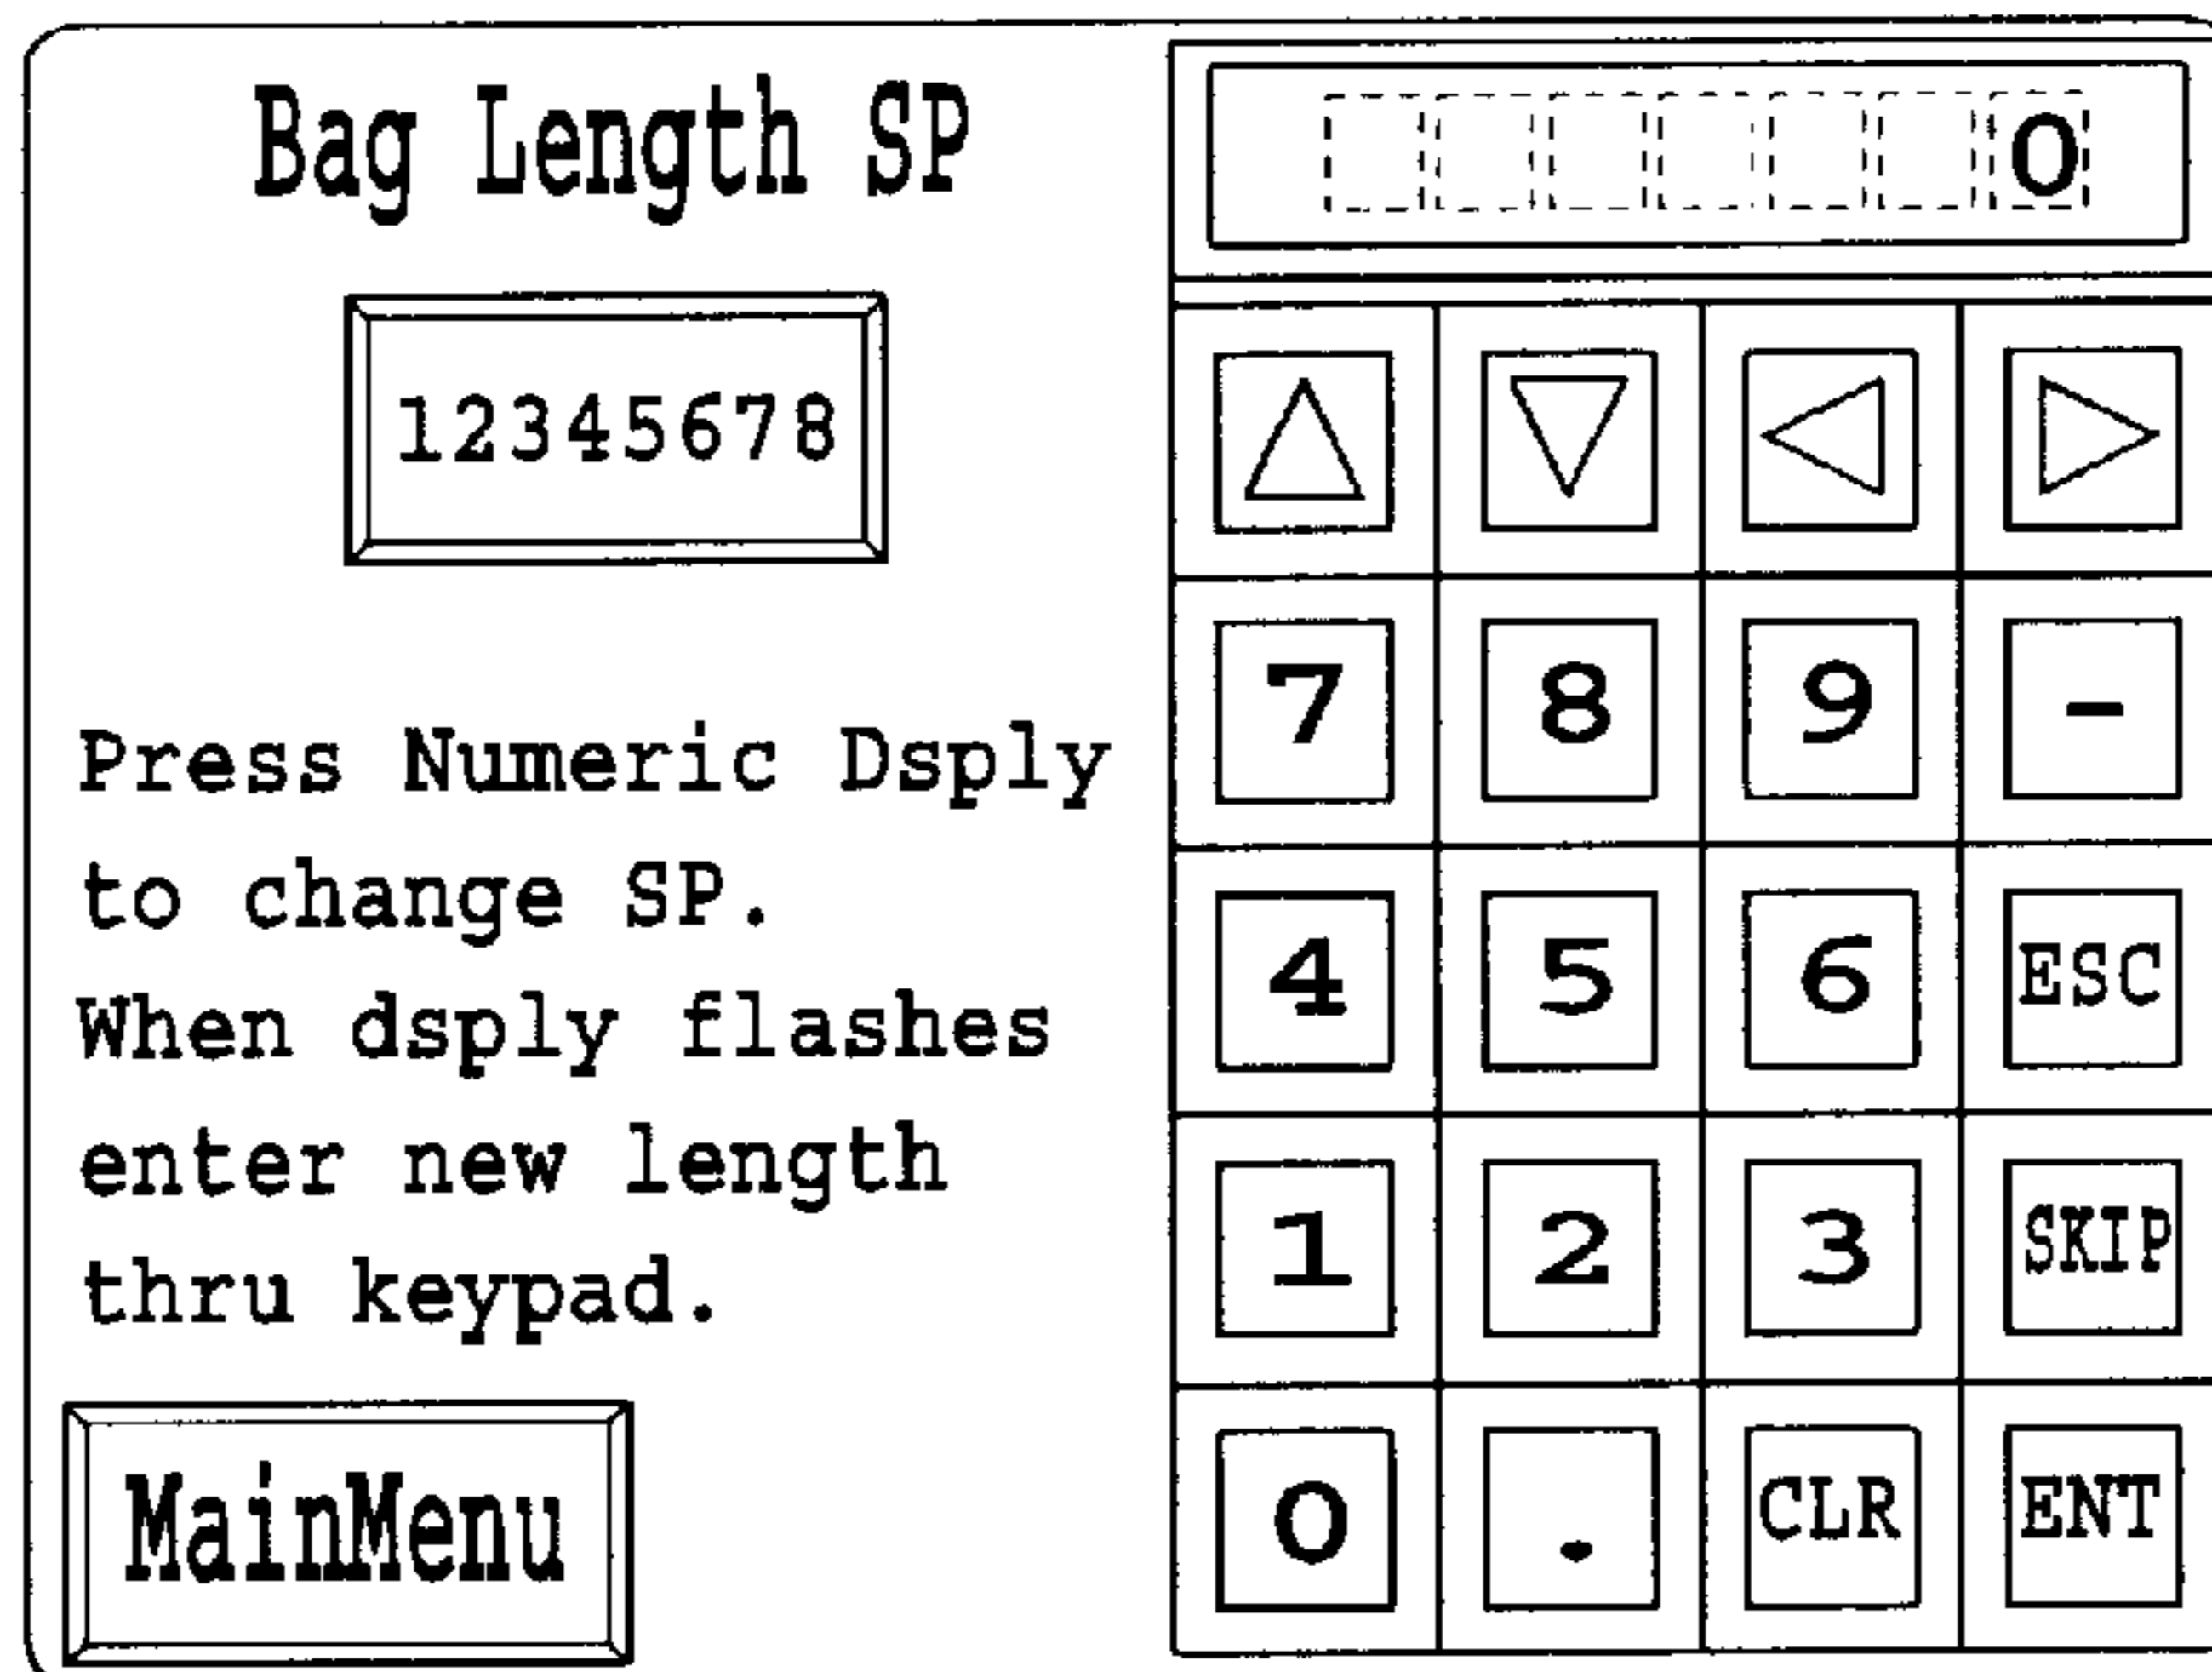 Bag Length SP
12345678
Press Numeric Dsply
to change SP.
When dsply flashes
enter new length
thru keypad.
MainMenu
0
7 8 9 -
4 5 6 ESC
1 2 3 SKIP
0 . CLR ENT